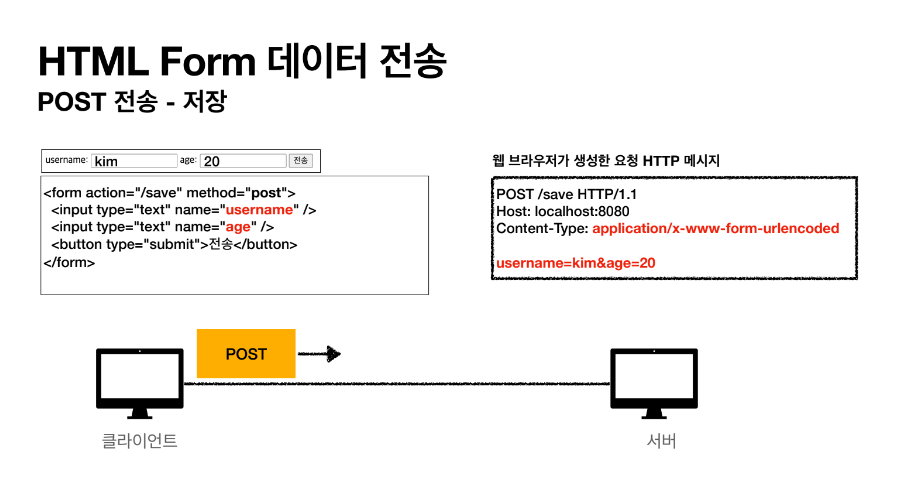 HTML Form 데이터 전송
POST 전송 - 저장
username: kim age: 20 전송
<form action="/save" method="post">
<input type="text" name="username" />
<input type="text" name="age" />
<button type="submit">전송</button>
</form>
웹 브라우저가 생성한 요청 HTTP 메시지
POST /save HTTP/1.1
Host: localhost:8080
Content-Type: application/x-www-form-urlencoded
username=kim&age=20
POST
클라이언트
서버